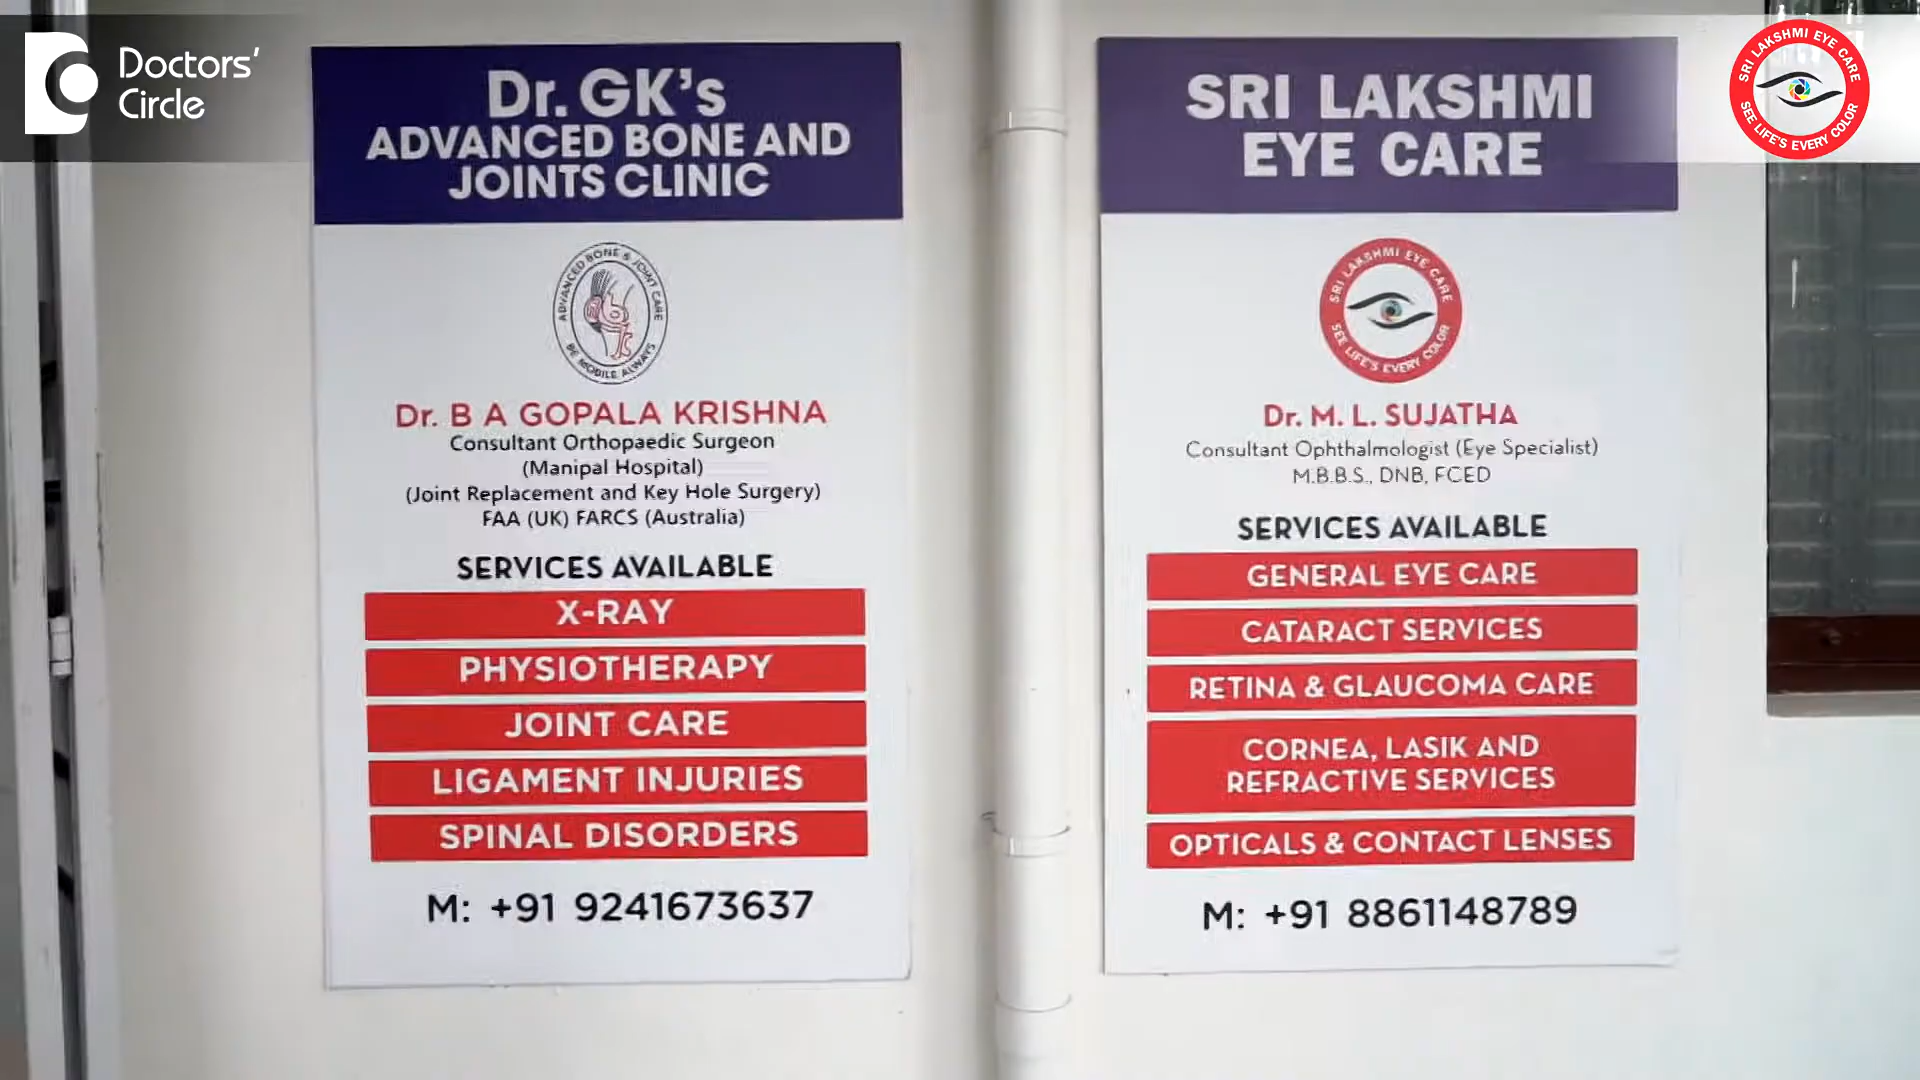 Doctors'
Circle
Dr. GK's
ADVANCED BONE AND
JOINTS CLINIC
ADVANCED BONE & JOINT CARE
BE MOBILE ALWAYS
Dr. B A GOPALA KRISHNA
Consultant Orthopaedic Surgeon
(Manipal Hospital)
(Joint Replacement and Key Hole Surgery)
FAA (UK) FARCS (Australia)
SERVICES AVAILABLE
X-RAY
PHYSIOTHERAPY
JOINT CARE
LIGAMENT INJURIES
SPINAL DISORDERS
M: +91 9241673637
SRI LAKSHMI
EYE CARE
SRI LAKSHMI EYE CARE
SEE LIFE'S EVERY COLOR
Dr. M. L. SUJATHA
Consultant Ophthalmologist (Eye Specialist)
M.B.B.S., DNB, FCED
SERVICES AVAILABLE
GENERAL EYE CARE
CATARACT SERVICES
RETINA & GLAUCOMA CARE
CORNEA, LASIK AND
REFRACTIVE SERVICES
OPTICALS & CONTACT LENSES
M: +91 8861148789
SRI LAKSHMI EYE CARE
SEE LIFE'S EVERY COLOR